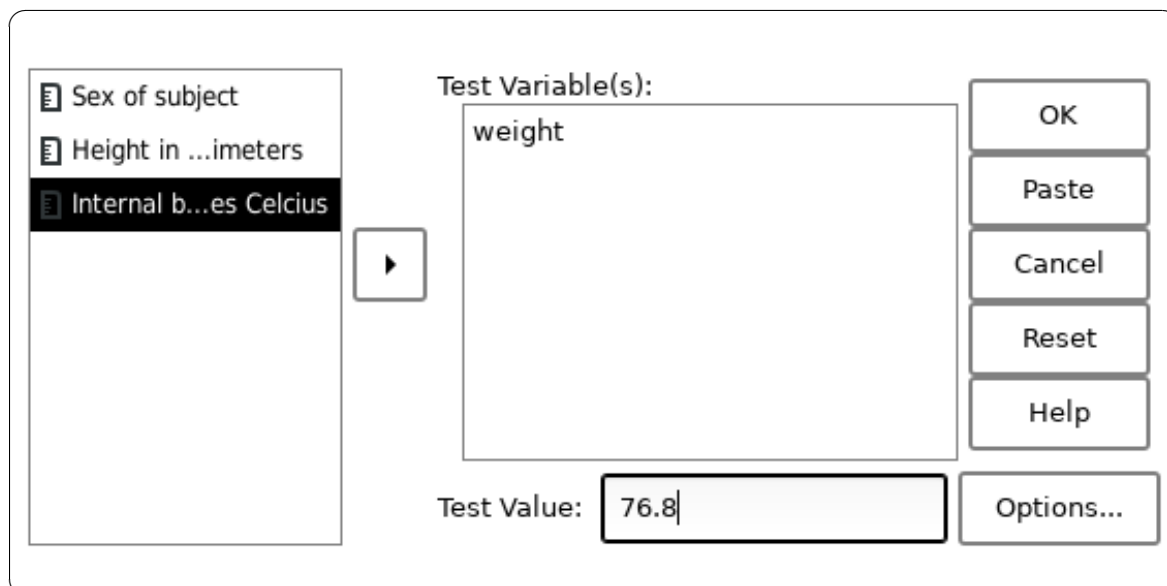 Sex of subject
Height in ...imeters
Internal b...es Celcius
Test Variable(s):
weight
Test Value:
76.8
OK
Paste
Cancel
Reset
Help
Options...